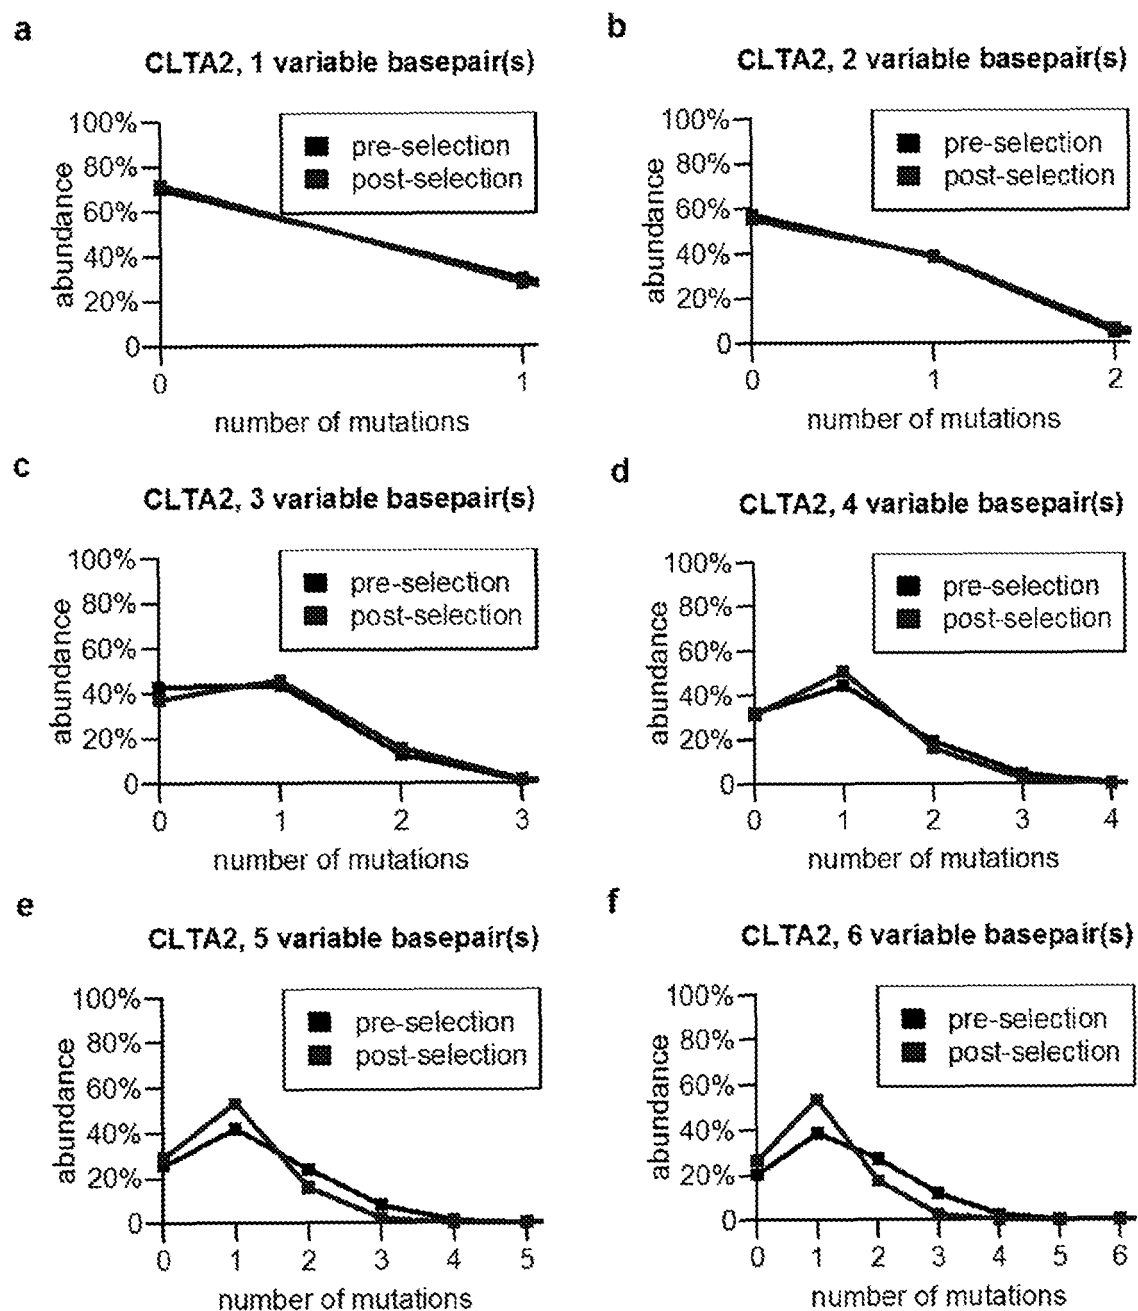 a
CLTA2, 1 variable basepair(s)
100%
80%
60%
40%
20%
0
abundance
pre-selection
post-selection
0 1
number of mutations
b
CLTA2, 2 variable basepair(s)
100%
80%
60%
40%
20%
0
abundance
pre-selection
post-selection
0 1 2
number of mutations
c
CLTA2, 3 variable basepair(s)
100%
80%
60%
40%
20%
0
abundance
pre-selection
post-selection
0 1 2 3
number of mutations
d
CLTA2, 4 variable basepair(s)
100%
80%
60%
40%
20%
0
abundance
pre-selection
post-selection
0 1 2 3 4
number of mutations
e
CLTA2, 5 variable basepair(s)
100%
80%
60%
40%
20%
0
abundance
pre-selection
post-selection
0 1 2 3 4 5
number of mutations
f
CLTA2, 6 variable basepair(s)
100%
80%
60%
40%
20%
0
abundance
pre-selection
post-selection
0 1 2 3 4 5 6
number of mutations